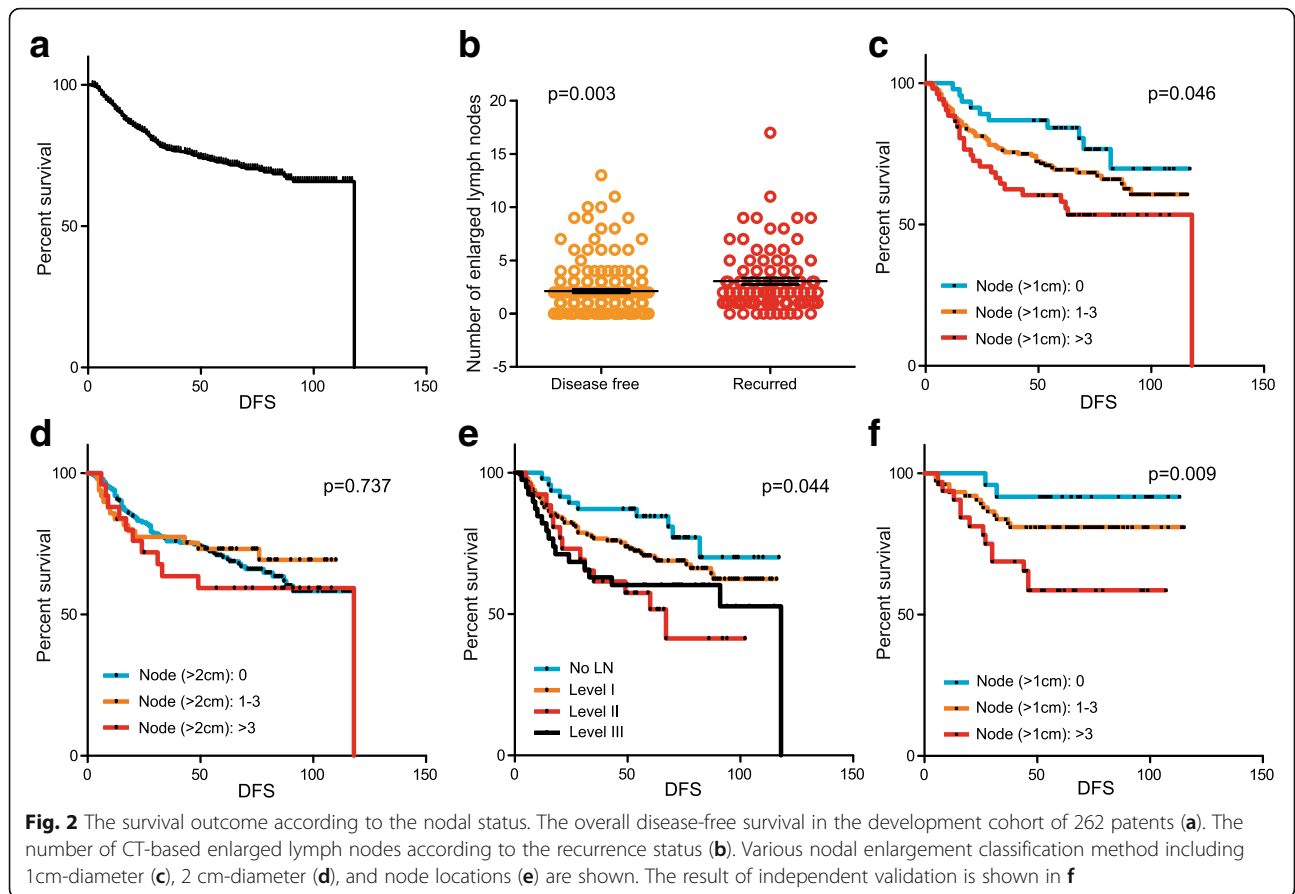 a
100
50
0
Percent survival
0 50 100 150
DFS
b
p=0.003
20
15
10
5
0
-5
Number of enlarged lymph nodes
Disease free Recurred
c
p=0.046
100
50
0
Percent survival
Node (>1cm): 0
Node (>1cm): 1-3
Node (>1cm): >3
0 50 100 150
DFS
d
p=0.737
100
50
0
Percent survival
Node (>2cm): 0
Node (>2cm): 1-3
Node (>2cm): >3
0 50 100 150
DFS
e
p=0.044
100
50
0
Percent survival
No LN
Level I
Level II
Level III
0 50 100 150
DFS
f
p=0.009
100
50
0
Percent survival
Node (>1cm): 0
Node (>1cm): 1-3
Node (>1cm): >3
0 50 100 150
DFS
Fig. 2 The survival outcome according to the nodal status. The overall disease-free survival in the development cohort of 262 patents (a). The
number of CT-based enlarged lymph nodes according to the recurrence status (b). Various nodal enlargement classification method including
1cm-diameter (c), 2 cm-diameter (d), and node locations (e) are shown. The result of independent validation is shown in f